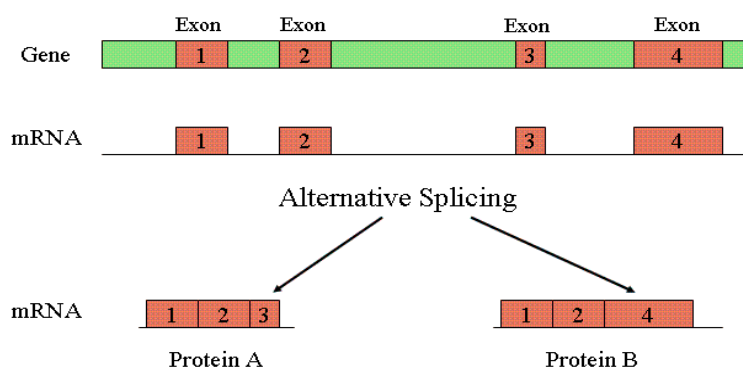 Exon Exon Exon Exon
Gene 1 2 3 4
mRNA 1 2 3 4
Alternative Splicing
mRNA 1 2 3 1 2 4
Protein A Protein B